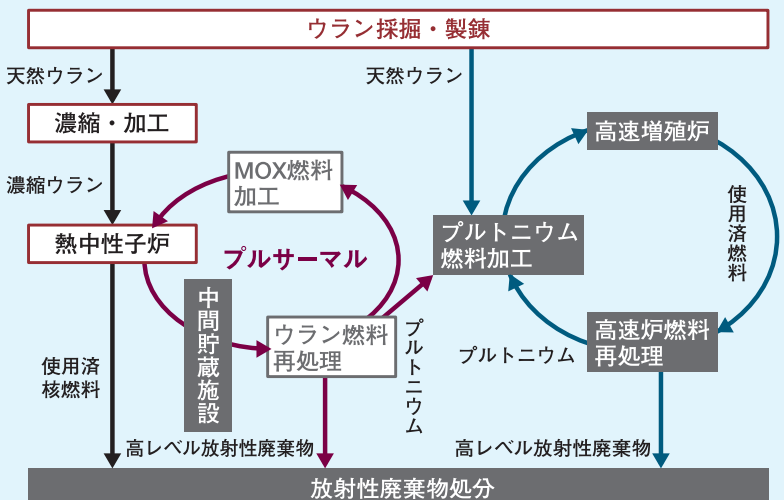 ウラン採掘・製錬
天然ウラン
天然ウラン
濃縮・加工
高速増殖炉
MOX燃料
加工
濃縮ウラン
使用済燃料
熱中性子炉
プルサーマル
プルトニウム
燃料加工
中間貯蔵施設
ウラン燃料
再処理
プルトニウム
高速炉燃料
再処理
プルトニウム
使用済
核燃料
高レベル放射性廃棄物
高レベル放射性廃棄物
放射性廃棄物処分